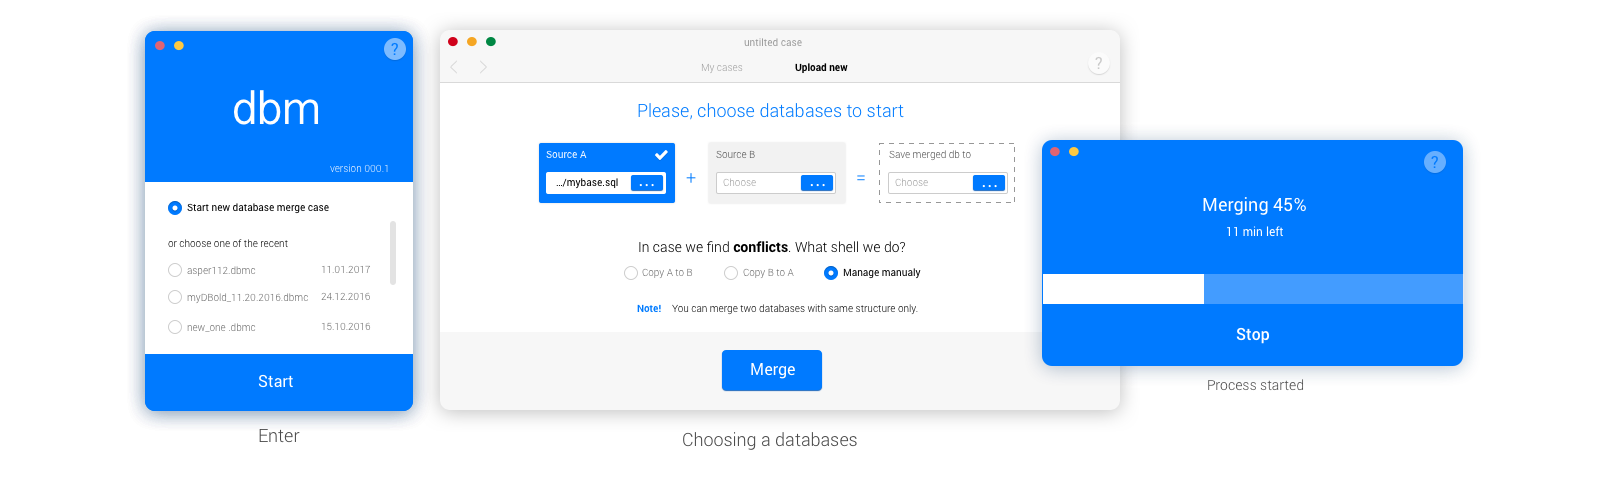 ?
dbm
version 000.1
Start new database merge case
or choose one of the recent
asper112.dbmc 11.01.2017
myDBold_11.20.2016.dbmc 24.12.2016
new_one .dbmc 15.10.2016
Start
Enter
untilted case
My cases Upload new
?
Please, choose databases to start
Source A
.../mybase.sql ...
+
Source B
Choose ...
=
Save merged db to
Choose ...
In case we find conflicts. What shell we do?
Copy A to B Copy B to A Manage manualy
Note! You can merge two databases with same structure only.
Merge
Choosing a databases
?
Merging 45%
11 min left
Stop
Process started